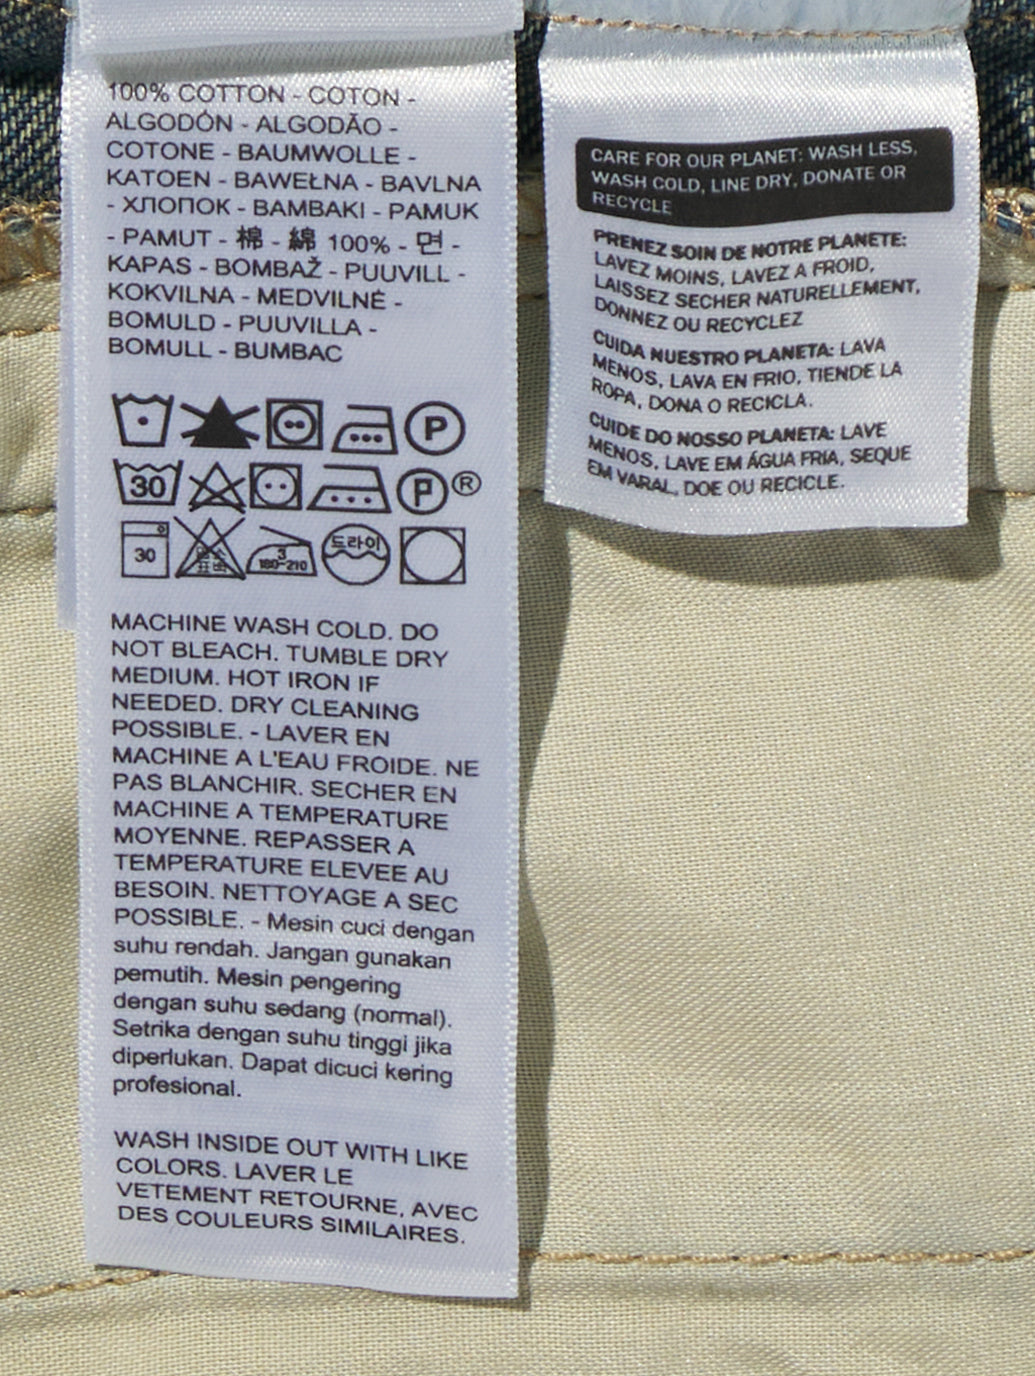 100% COTTON - COTON -
ALGODÓN - ALGODÃO -
COTONE - BAUMWOLLE -
KATOEN - BAWEŁNA - BAVLNA
- ХЛОПОК - BAMBAKI - PAMUK
- PAMUT - 棉 - 綿 100% - 면 -
KAPAS - BOMBAŽ - PUUVILL -
KOKVILNA - MEDVILNĖ -
BOMULD - PUUVILLA -
BOMULL - BUMBAC
P
30 P ®
30 3 180-210 드라이
MACHINE WASH COLD. DO
NOT BLEACH. TUMBLE DRY
MEDIUM. HOT IRON IF
NEEDED. DRY CLEANING
POSSIBLE. - LAVER EN
MACHINE A L'EAU FROIDE. NE
PAS BLANCHIR. SECHER EN
MACHINE A TEMPERATURE
MOYENNE. REPASSER A
TEMPERATURE ELEVEE AU
BESOIN. NETTOYAGE A SEC
POSSIBLE. - Mesin cuci dengan
suhu rendah. Jangan gunakan
pemutih. Mesin pengering
dengan suhu sedang (normal).
Setrika dengan suhu tinggi jika
diperlukan. Dapat dicuci kering
profesional.
WASH INSIDE OUT WITH LIKE
COLORS. LAVER LE
VETEMENT RETOURNE, AVEC
DES COULEURS SIMILAIRES.
CARE FOR OUR PLANET: WASH LESS,
WASH COLD, LINE DRY, DONATE OR
RECYCLE
PRENEZ SOIN DE NOTRE PLANETE:
LAVEZ MOINS, LAVEZ A FROID,
LAISSEZ SECHER NATURELLEMENT,
DONNEZ OU RECYCLEZ
CUIDA NUESTRO PLANETA: LAVA
MENOS, LAVA EN FRIO, TIENDE LA
ROPA, DONA O RECICLA.
CUIDE DO NOSSO PLANETA: LAVE
MENOS, LAVE EM ÁGUA FRIA, SEQUE
EM VARAL, DOE OU RECICLE.